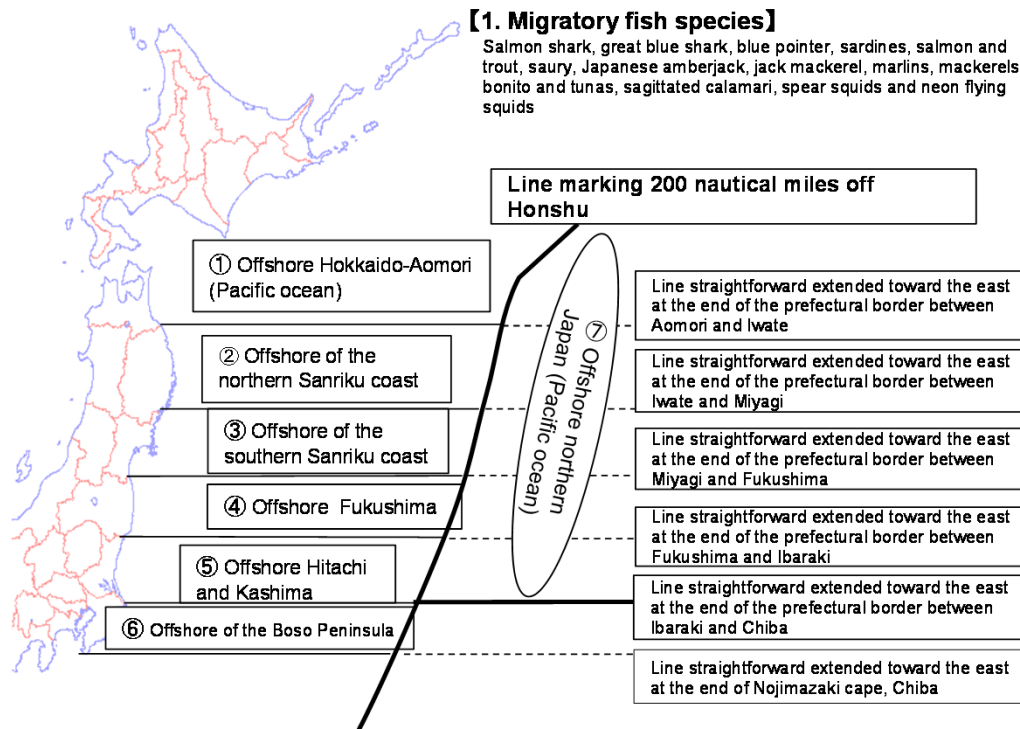 【1. Migratory fish species】
Salmon shark, great blue shark, blue pointer, sardines, salmon and
trout, saury, Japanese amberjack, jack mackerel, marlins, mackerels
bonito and tunas, sagittated calamari, spear squids and neon flying
squids
Line marking 200 nautical miles off
Honshu
① Offshore Hokkaido-Aomori
(Pacific ocean)
② Offshore of the
northern Sanriku coast
③ Offshore of the
southern Sanriku coast
④ Offshore Fukushima
⑤ Offshore Hitachi
and Kashima
⑥ Offshore of the Boso Peninsula
⑦ Offshore northern
Japan (Pacific
ocean)
Line straightforward extended toward the east
at the end of the prefectural border between
Aomori and Iwate
Line straightforward extended toward the east
at the end of the prefectural border between
Iwate and Miyagi
Line straightforward extended toward the east
at the end of the prefectural border between
Miyagi and Fukushima
Line straightforward extended toward the east
at the end of the prefectural border between
Fukushima and Ibaraki
Line straightforward extended toward the east
at the end of the prefectural border between
Ibaraki and Chiba
Line straightforward extended toward the east
at the end of Nojimazaki cape, Chiba